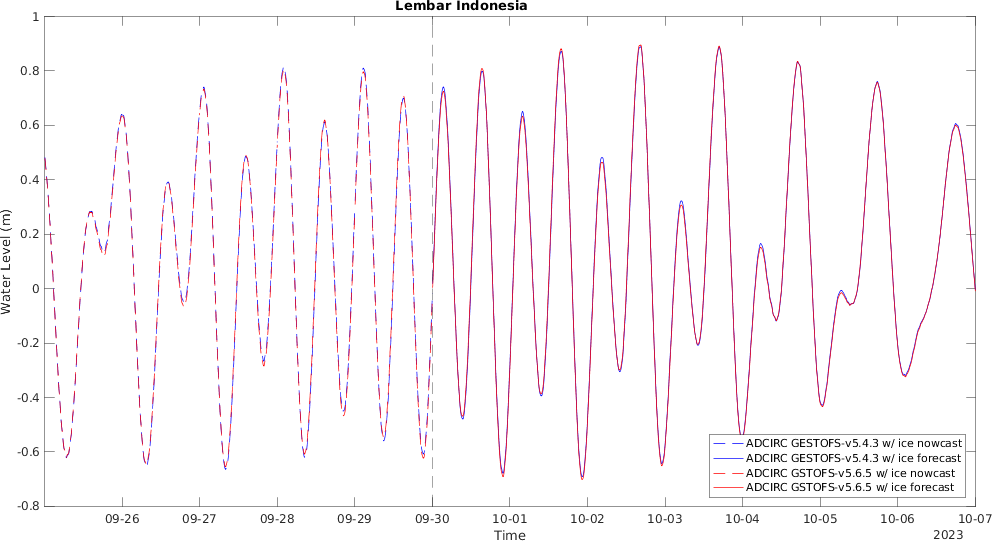 Lembar Indonesia
1
0.8
0.6
0.4
0.2
0
-0.2
-0.4
-0.6
-0.8
Water Level (m)
ADCIRC GESTOFS-v5.4.3 w/ ice nowcast
ADCIRC GESTOFS-v5.4.3 w/ ice forecast
ADCIRC GSTOFS-v5.6.5 w/ ice nowcast
ADCIRC GSTOFS-v5.6.5 w/ ice forecast
09-26 09-27 09-28 09-29 09-30 10-01 10-02 10-03 10-04 10-05 10-06 10-07
Time
2023